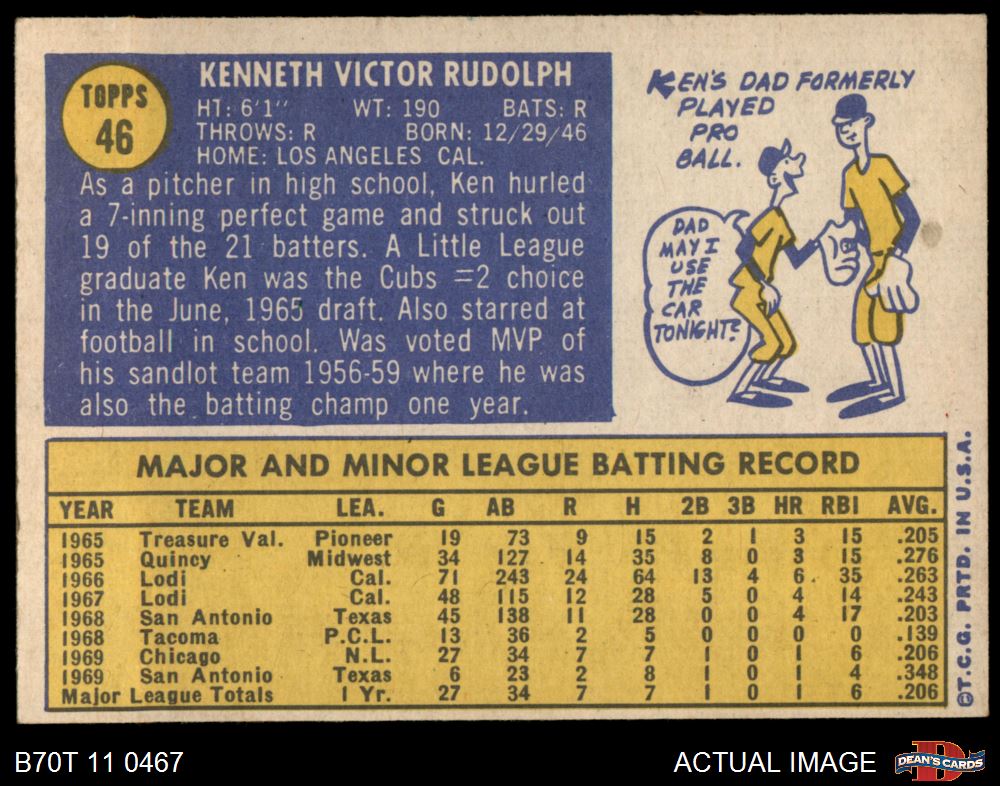 TOPPS
46
KENNETH VICTOR RUDOLPH
HT: 6'1" WT: 190 BATS: R
THROWS: R BORN: 12/29/46
HOME: LOS ANGELES CAL.
As a pitcher in high school, Ken hurled
a 7-inning perfect game and struck out
19 of the 21 batters. A Little League
graduate Ken was the Cubs =2 choice
in the June, 1965 draft. Also starred at
football in school. Was voted MVP of
his sandlot team 1956-59 where he was
also the batting champ one year.
KEN'S DAD FORMERLY
PLAYED
PRO
BALL.
DAD
MAY I
USE
THE
CAR
TONIGHT?
MAJOR AND MINOR LEAGUE BATTING RECORD
YEAR TEAM LEA. G AB R H 2B 3B HR RBI AVG.
1965 Treasure Val. Pioneer 19 73 9 15 2 1 3 15 .205
1965 Quincy Midwest 34 127 14 35 8 0 3 15 .276
1966 Lodi Cal. 71 243 24 64 13 4 6 35 .263
1967 Lodi Cal. 48 115 12 28 5 0 4 14 .243
1968 San Antonio Texas 45 138 11 28 0 0 4 17 .203
1968 Tacoma P.C.L. 13 36 2 5 0 0 0 0 .139
1969 Chicago N.L. 27 34 7 7 1 0 1 6 .206
1969 San Antonio Texas 6 23 2 8 1 0 1 4 .348
Major League Totals 1 Yr. 27 34 7 7 1 0 1 6 .206
©T.C.G. PRTD. IN U.S.A.
B70T 11 0467
ACTUAL IMAGE
D
DEAN'S CARDS